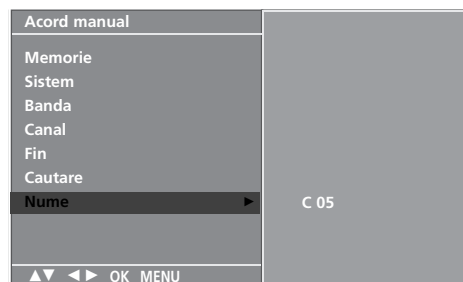 Acord manual
Memorie
Sistem
Banda
Canal
Fin
Cautare
Nume ▶ C 05
▲▼ ◀▶ OK MENU